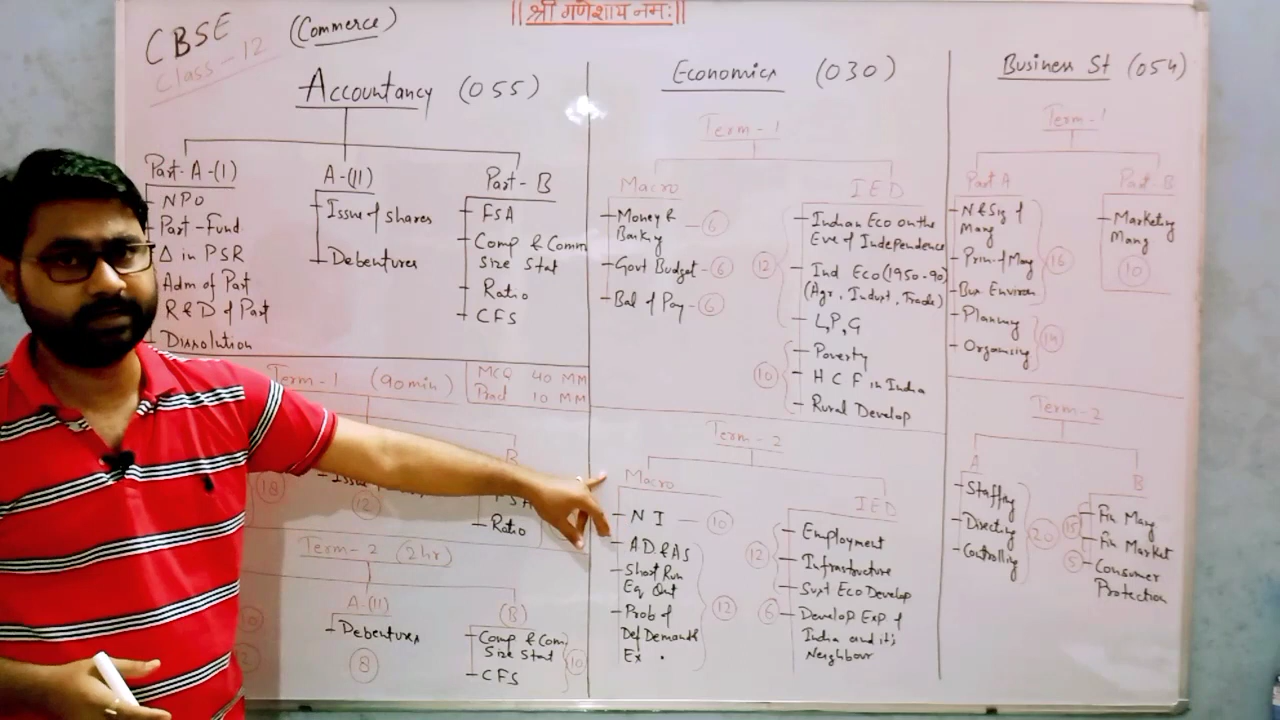 || श्री गणेशाय नमः ||
CBSE (Commerce)
Class - 12
Accountancy (055)
Part-A-(I)
- NPO
- Part-Fund
- Δ in PSR
- Adm of Part
- R & D of Part
- Dissolution
A-(II)
- Issue of shares
- Debentures
Part-B
- FSA
- Comp & Comm
Size Stat
- Ratio
- CFS
Term-1 (90 min)
MCQ 40 MM
Pract 10 MM
B
(18)
(12)
- Ratio
Term-2 (2hr)
A-(II)
- Debentures
(8)
(B)
- Comp & Com
Size Stat
- CFS
(10)
(10)
Economics (030)
Term-1
Macro
- Money &
Banking - (6)
- Govt Budget - (6)
- Bal of Pay - (6)
IED
- Indian Eco on the
Eve of Independence
- Ind Eco (1950-90)
(Agr, Indust, Trade)
- L, P, G
(12)
- Poverty
- H C F in India
- Rural Develop
(10)
Term-2
Macro
- N I - (10)
- AD & AS
- Short Run
Eq Out
- Prob of
Def Demand &
Ex .
(12)
IED
- Employment
- Infrastructure
- Sust Eco Develop
(12)
- Develop Exp of
India and it's
Neighbour
(6)
Business St (054)
Term-1
Part A
- N & Sig of
Mang
- Prin of Mang
- Bus Environ
(16)
- Planning
- Organising
(14)
Part-B
- Marketing
Mang
(10)
Term-2
A
- Staffing
- Directing
- Controlling
(20)
B
- Fin Mang
- Fin Market
(15)
- Consumer
Protection
(5)